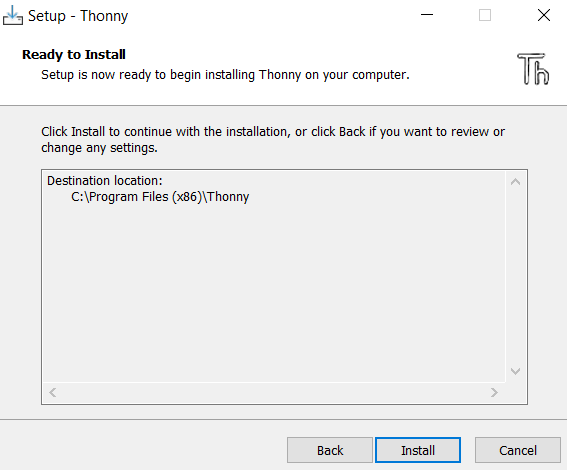 Setup - Thonny
Ready to Install
Setup is now ready to begin installing Thonny on your computer.
Th
Click Install to continue with the installation, or click Back if you want to review or
change any settings.
Destination location:
C:\Program Files (x86)\Thonny
Back
Install
Cancel